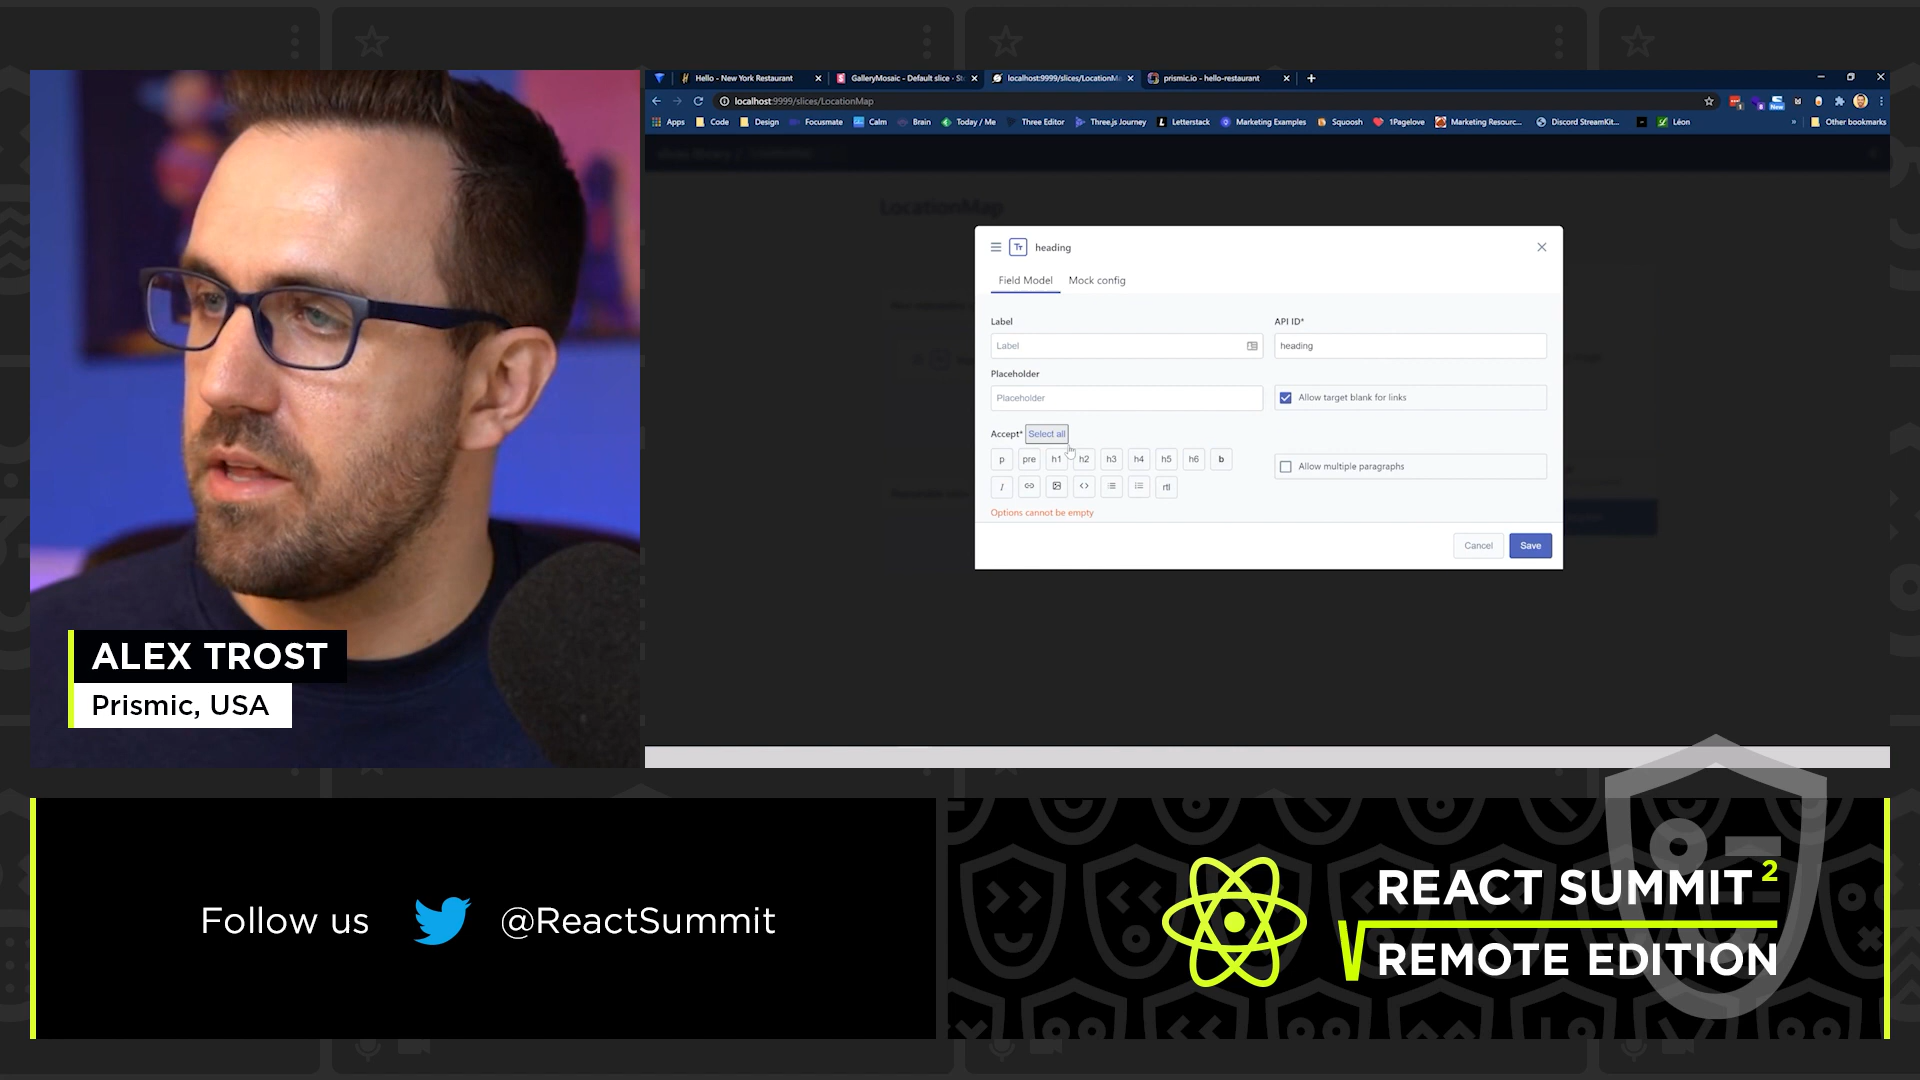 Hello - New York Restaurant
GalleryMosaic - Default slice · St
localhost:9999/slices/LocationM
prismic.io - hello-restaurant
localhost:9999/slices/LocationMap
Apps
Code
Design
Focusmate
Calm
Brain
Today / Me
Three Editor
Three.js Journey
Letterstack
Marketing Examples
Squoosh
1Pagelove
Marketing Resourc...
Discord StreamKit...
Léon
»
Other bookmarks
LocationMap
Tт heading
Field Model Mock config
Label
API ID*
Label
heading
Placeholder
Placeholder
Allow target blank for links
Accept* Select all
p pre h1 h2 h3 h4 h5 h6 b
Allow multiple paragraphs
I <> rtl
Options cannot be empty
Cancel Save
ALEX TROST
Prismic, USA
Follow us @ReactSummit
REACT SUMMIT 2
REMOTE EDITION